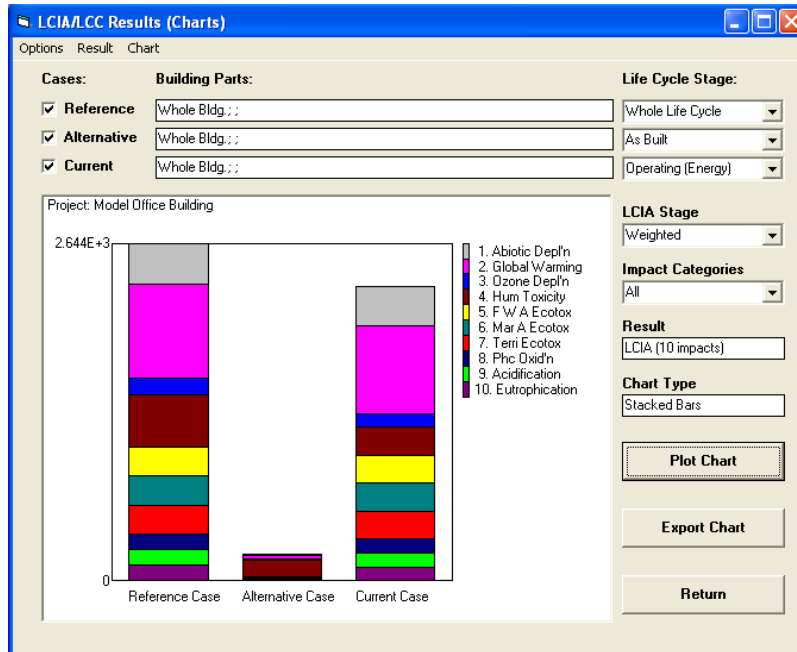 LCIA/LCC Results (Charts)
Options Result Chart
Cases: Building Parts: Life Cycle Stage:
Reference Whole Bldg.; ; Whole Life Cycle
Alternative Whole Bldg.; ; As Built
Current Whole Bldg.; ; Operating (Energy)
Project: Model Office Building
2.644E+3
0
Reference Case Alternative Case Current Case
1. Abiotic Depl'n
2. Global Warming
3. Ozone Depl'n
4. Hum Toxicity
5. F W A Ecotox
6. Mar A Ecotox
7. Terri Ecotox
8. Phc Oxid'n
9. Acidification
10. Eutrophication
LCIA Stage
Weighted
Impact Categories
All
Result
LCIA (10 impacts)
Chart Type
Stacked Bars
Plot Chart
Export Chart
Return